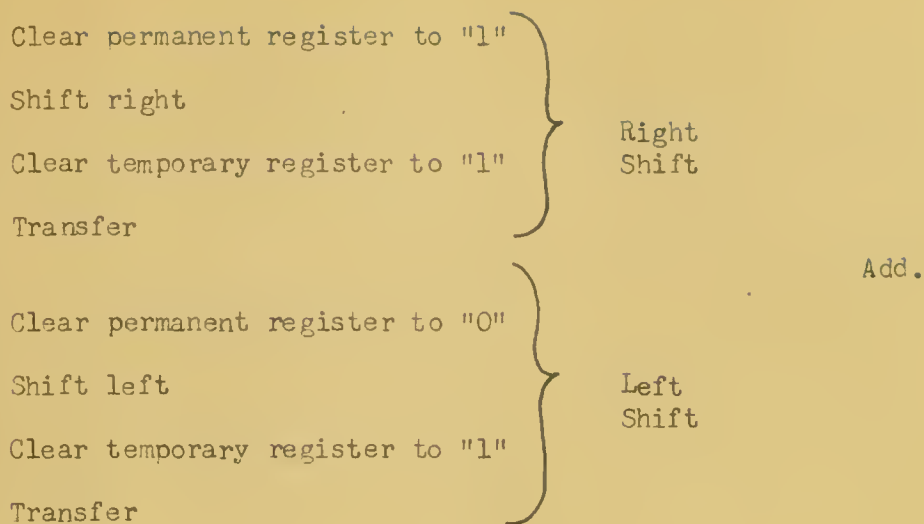 Clear permanent register to "1"
Shift right
Clear temporary register to "1"
Transfer
Right
Shift
Add.
Clear permanent register to "0"
Shift left
Clear temporary register to "1"
Transfer
Left
Shift